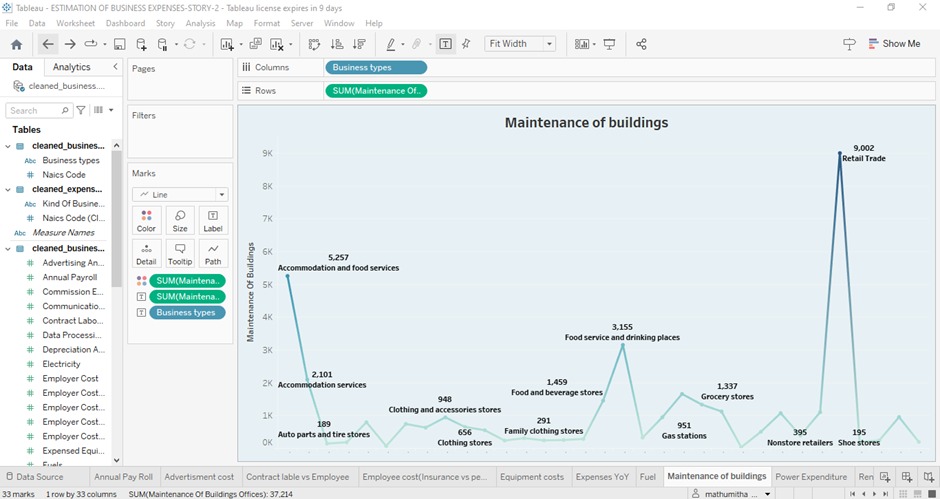 Tableau - ESTIMATION OF BUSINESS EXPENSES-STORY-2 - Tableau license expires in 9 days
File Data Worksheet Dashboard Story Analysis Map Format Server Window Help
Fit Width
Show Me
Data Analytics
cleaned_business....
Search
Tables
cleaned_busines...
Abc Business types
Naics Code
cleaned_expens...
Abc Kind Of Busine...
Naics Code (Cl...
Abc Measure Names
cleaned_busines...
Advertising An...
Annual Payroll
Commission E...
Communicatio...
Contract Labo...
Data Processi...
Depreciation A...
Electricity
Employer Cost
Employer Cost...
Employer Cost...
Employer Cost...
Employer Cost...
Expensed Equi...
Fuels
Pages
Filters
Marks
Line
Color Size Label
Detail Tooltip Path
SUM(Maintena..
SUM(Maintena..
Business types
Columns Business types
Rows SUM(Maintenance Of..
Maintenance of buildings
Maintenance Of Buildings
9K
8K
7K
6K
5K
4K
3K
2K
1K
0K
9,002
Retail Trade
5,257
Accommodation and food services
3,155
Food service and drinking places
2,101
Accommodation services
1,459
Food and beverage stores
1,337
Grocery stores
948
Clothing and accessories stores
189
Auto parts and tire stores
656
Clothing stores
291
Family clothing stores
951
Gas stations
395
Nonstore retailers
195
Shoe stores
Data Source Annual Pay Roll Advertisment cost Contract lable vs Employee Employee cost(Insurance vs pe... Equipment costs Expenses YoY Fuel Maintenance of buildings Power Expenditure Ren
33 marks 1 row by 33 columns SUM(Maintenance Of Buildings Offices): 37,214
mathumitha ...